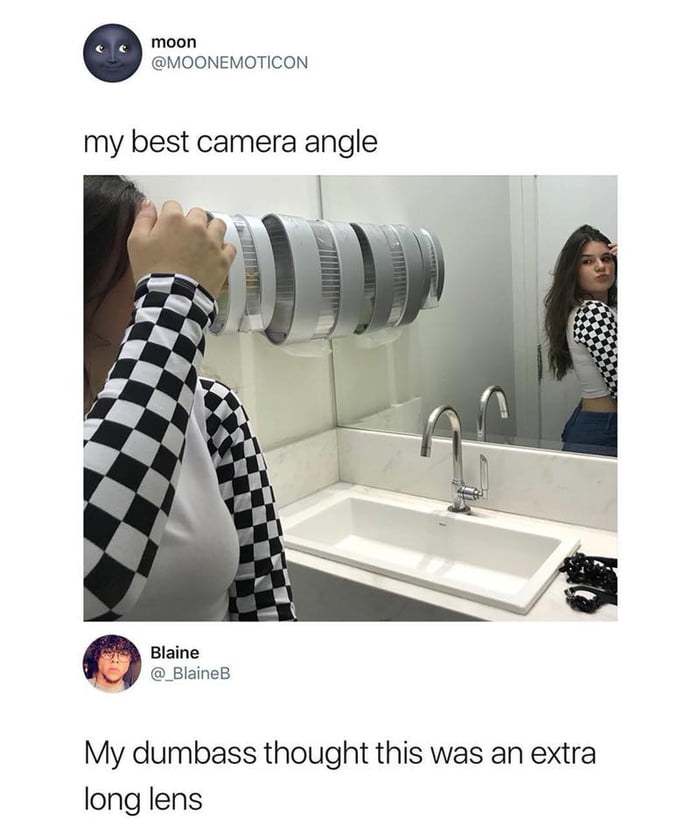 moon
@MOONEMOTICON
my best camera angle
Blaine
@_BlaineB
My dumbass thought this was an extra
long lens